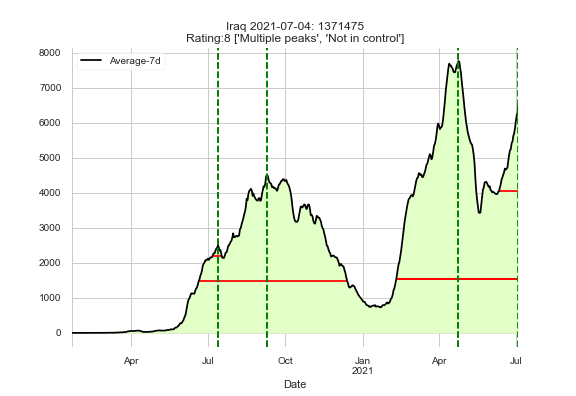 Iraq 2021-07-04: 1371475
Rating:8 ['Multiple peaks', 'Not in control']
Average-7d
8000
7000
6000
5000
4000
3000
2000
1000
0
Apr Jul Oct Jan Apr Jul
2021
Date